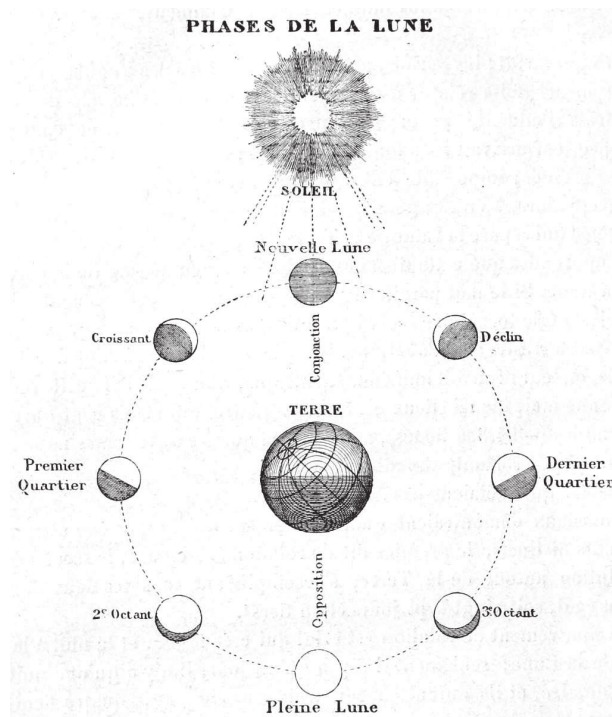 PHASES DE LA LUNE
SOLEIL
Nouvelle Lune
Croissant
Conjonction
Déclin
TERRE
Premier
Quartier
Dernier
Quartier
Opposition
2e Octant
3e Octant
Pleine Lune